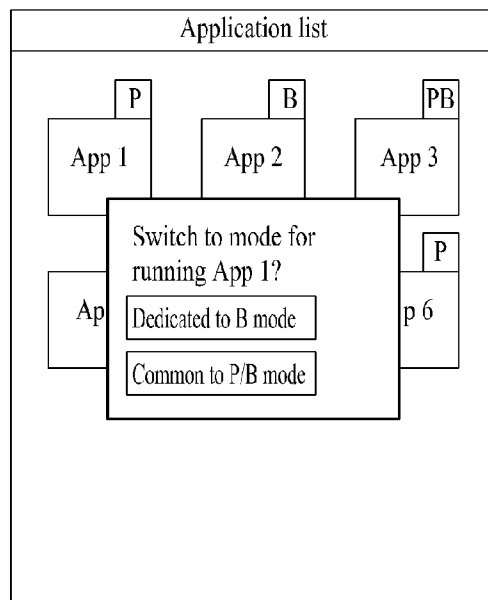 Application list
P
B
PB
App 1
App 2
App 3
Switch to mode for
running App 1?
P
Ap
p 6
Dedicated to B mode
Common to P/B mode